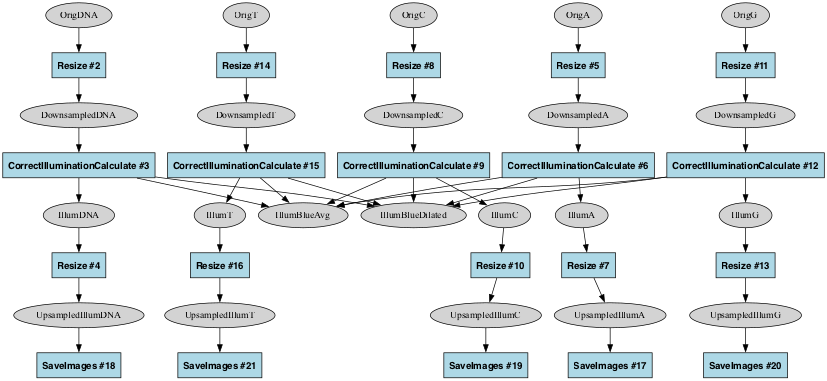 OrigDNA OrigT OrigC OrigA OrigG
Resize #2 Resize #14 Resize #8 Resize #5 Resize #11
DownsampledDNA DownsampledT DownsampledC DownsampledA DownsampledG
CorrectIlluminationCalculate #3 CorrectIlluminationCalculate #15 CorrectIlluminationCalculate #9 CorrectIlluminationCalculate #6 CorrectIlluminationCalculate #12
IllumDNA IllumT IllumBlueAvg IllumBlueDilated IllumC IllumA IllumG
Resize #4 Resize #16 Resize #10 Resize #7 Resize #13
UpsampledIllumDNA UpsampledIllumT UpsampledIllumC UpsampledIllumA UpsampledIllumG
SaveImages #18 SaveImages #21 SaveImages #19 SaveImages #17 SaveImages #20